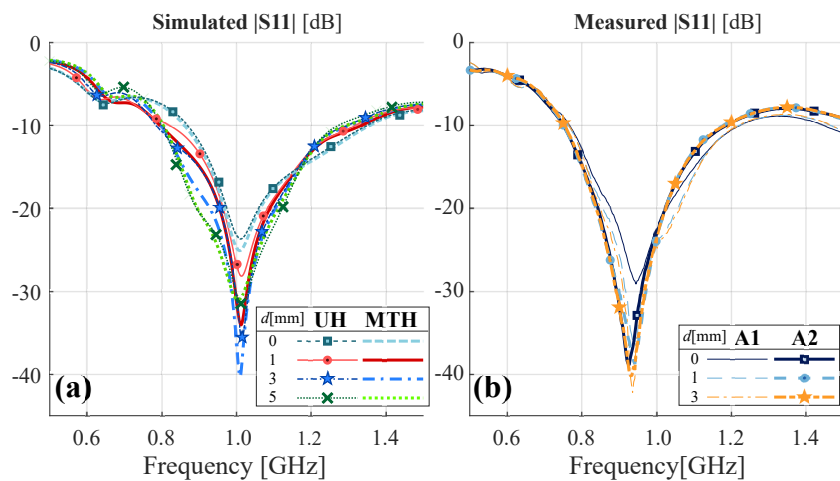 Simulated |S11| [dB]
0
-10
-20
-30
-40
0.6 0.8 1.0 1.2 1.4
Frequency [GHz]
(a)
d[mm] UH MTH
0
1
3
5
Measured |S11| [dB]
0
-10
-20
-30
-40
0.6 0.8 1.0 1.2 1.4
Frequency[GHz]
(b)
d[mm] A1 A2
0
1
3